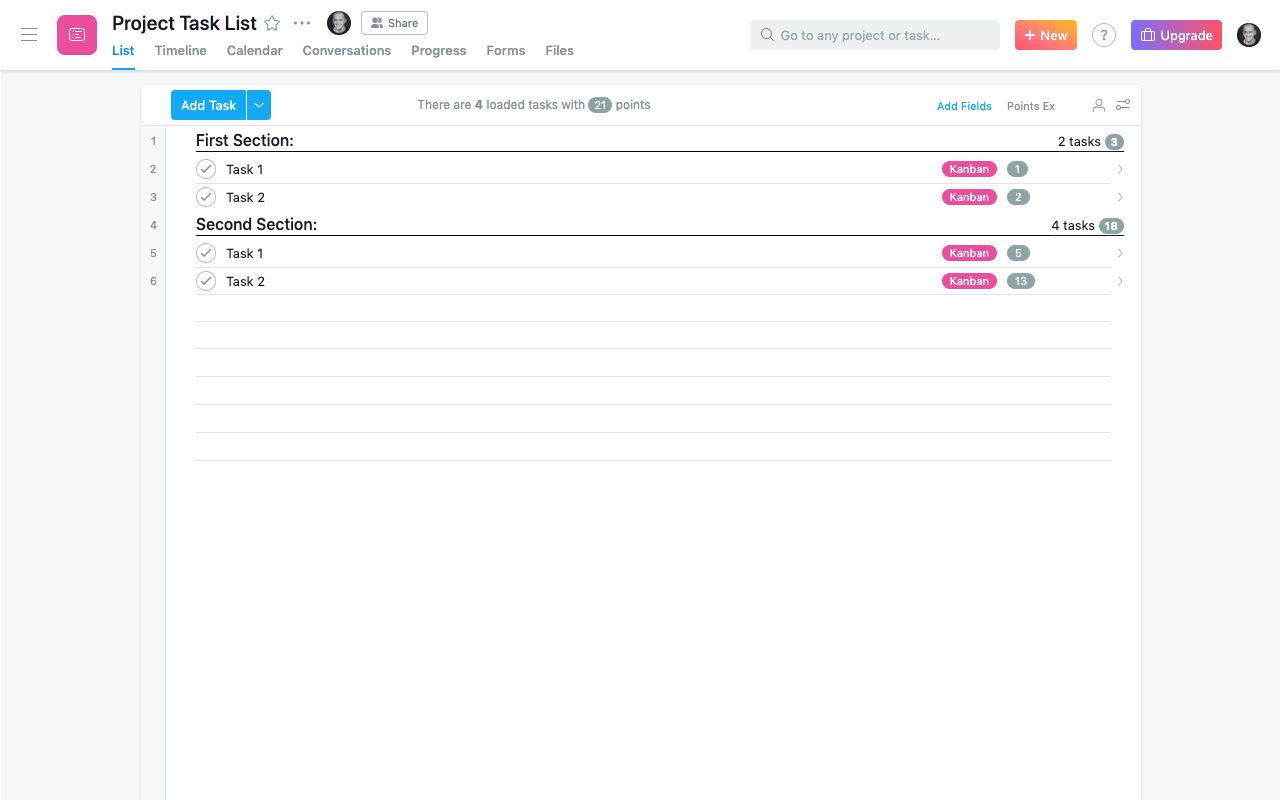 Project Task List
Share
List Timeline Calendar Conversations Progress Forms Files
Go to any project or task...
+ New
?
Upgrade
Add Task
There are 4 loaded tasks with 21 points
Add Fields Points Ex
1 First Section: 2 tasks 3
2 Task 1 Kanban 1
3 Task 2 Kanban 2
4 Second Section: 4 tasks 18
5 Task 1 Kanban 5
6 Task 2 Kanban 13